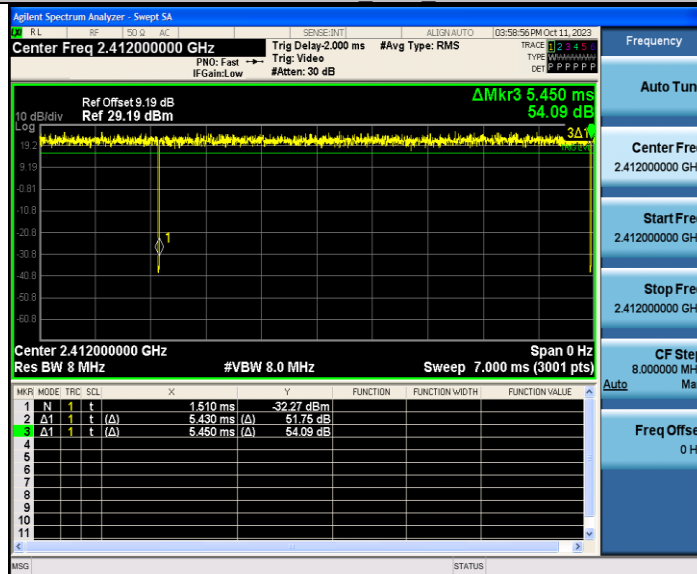 Agilent Spectrum Analyzer - Swept SA
RL RF 50 Ω AC SENSE:INT ALIGNAUTO 03:58:56 PM Oct 11, 2023
Center Freq 2.412000000 GHz
PNO: Fast
IFGain:Low
Trig Delay-2.000 ms
Trig: Video
#Atten: 30 dB
#Avg Type: RMS
TRACE 1 2 3 4 5 6
TYPE
DET P P P P P P
Ref Offset 9.19 dB
Ref 29.19 dBm
10 dB/div
Log
ΔMkr3 5.450 ms
54.09 dB
3Δ1
19.2
9.19
-0.81
-10.8
-20.8
-30.8
-40.8
-50.8
-60.8
1
Center 2.412000000 GHz Span 0 Hz
Res BW 8 MHz #VBW 8.0 MHz Sweep 7.000 ms (3001 pts)
MKR MODE TRC SCL X Y FUNCTION FUNCTION WIDTH FUNCTION VALUE
1 N 1 t 1.510 ms -32.27 dBm
2 Δ1 1 t (Δ) 5.430 ms (Δ) 51.75 dB
3 Δ1 1 t (Δ) 5.450 ms (Δ) 54.09 dB
4
5
6
7
8
9
10
11
MSG STATUS
Frequency
Auto Tun
Center Fre
2.412000000 GH
Start Fre
2.412000000 GH
Stop Fre
2.412000000 GH
CF Step
8.000000 MH
Auto Ma
Freq Offse
0 H